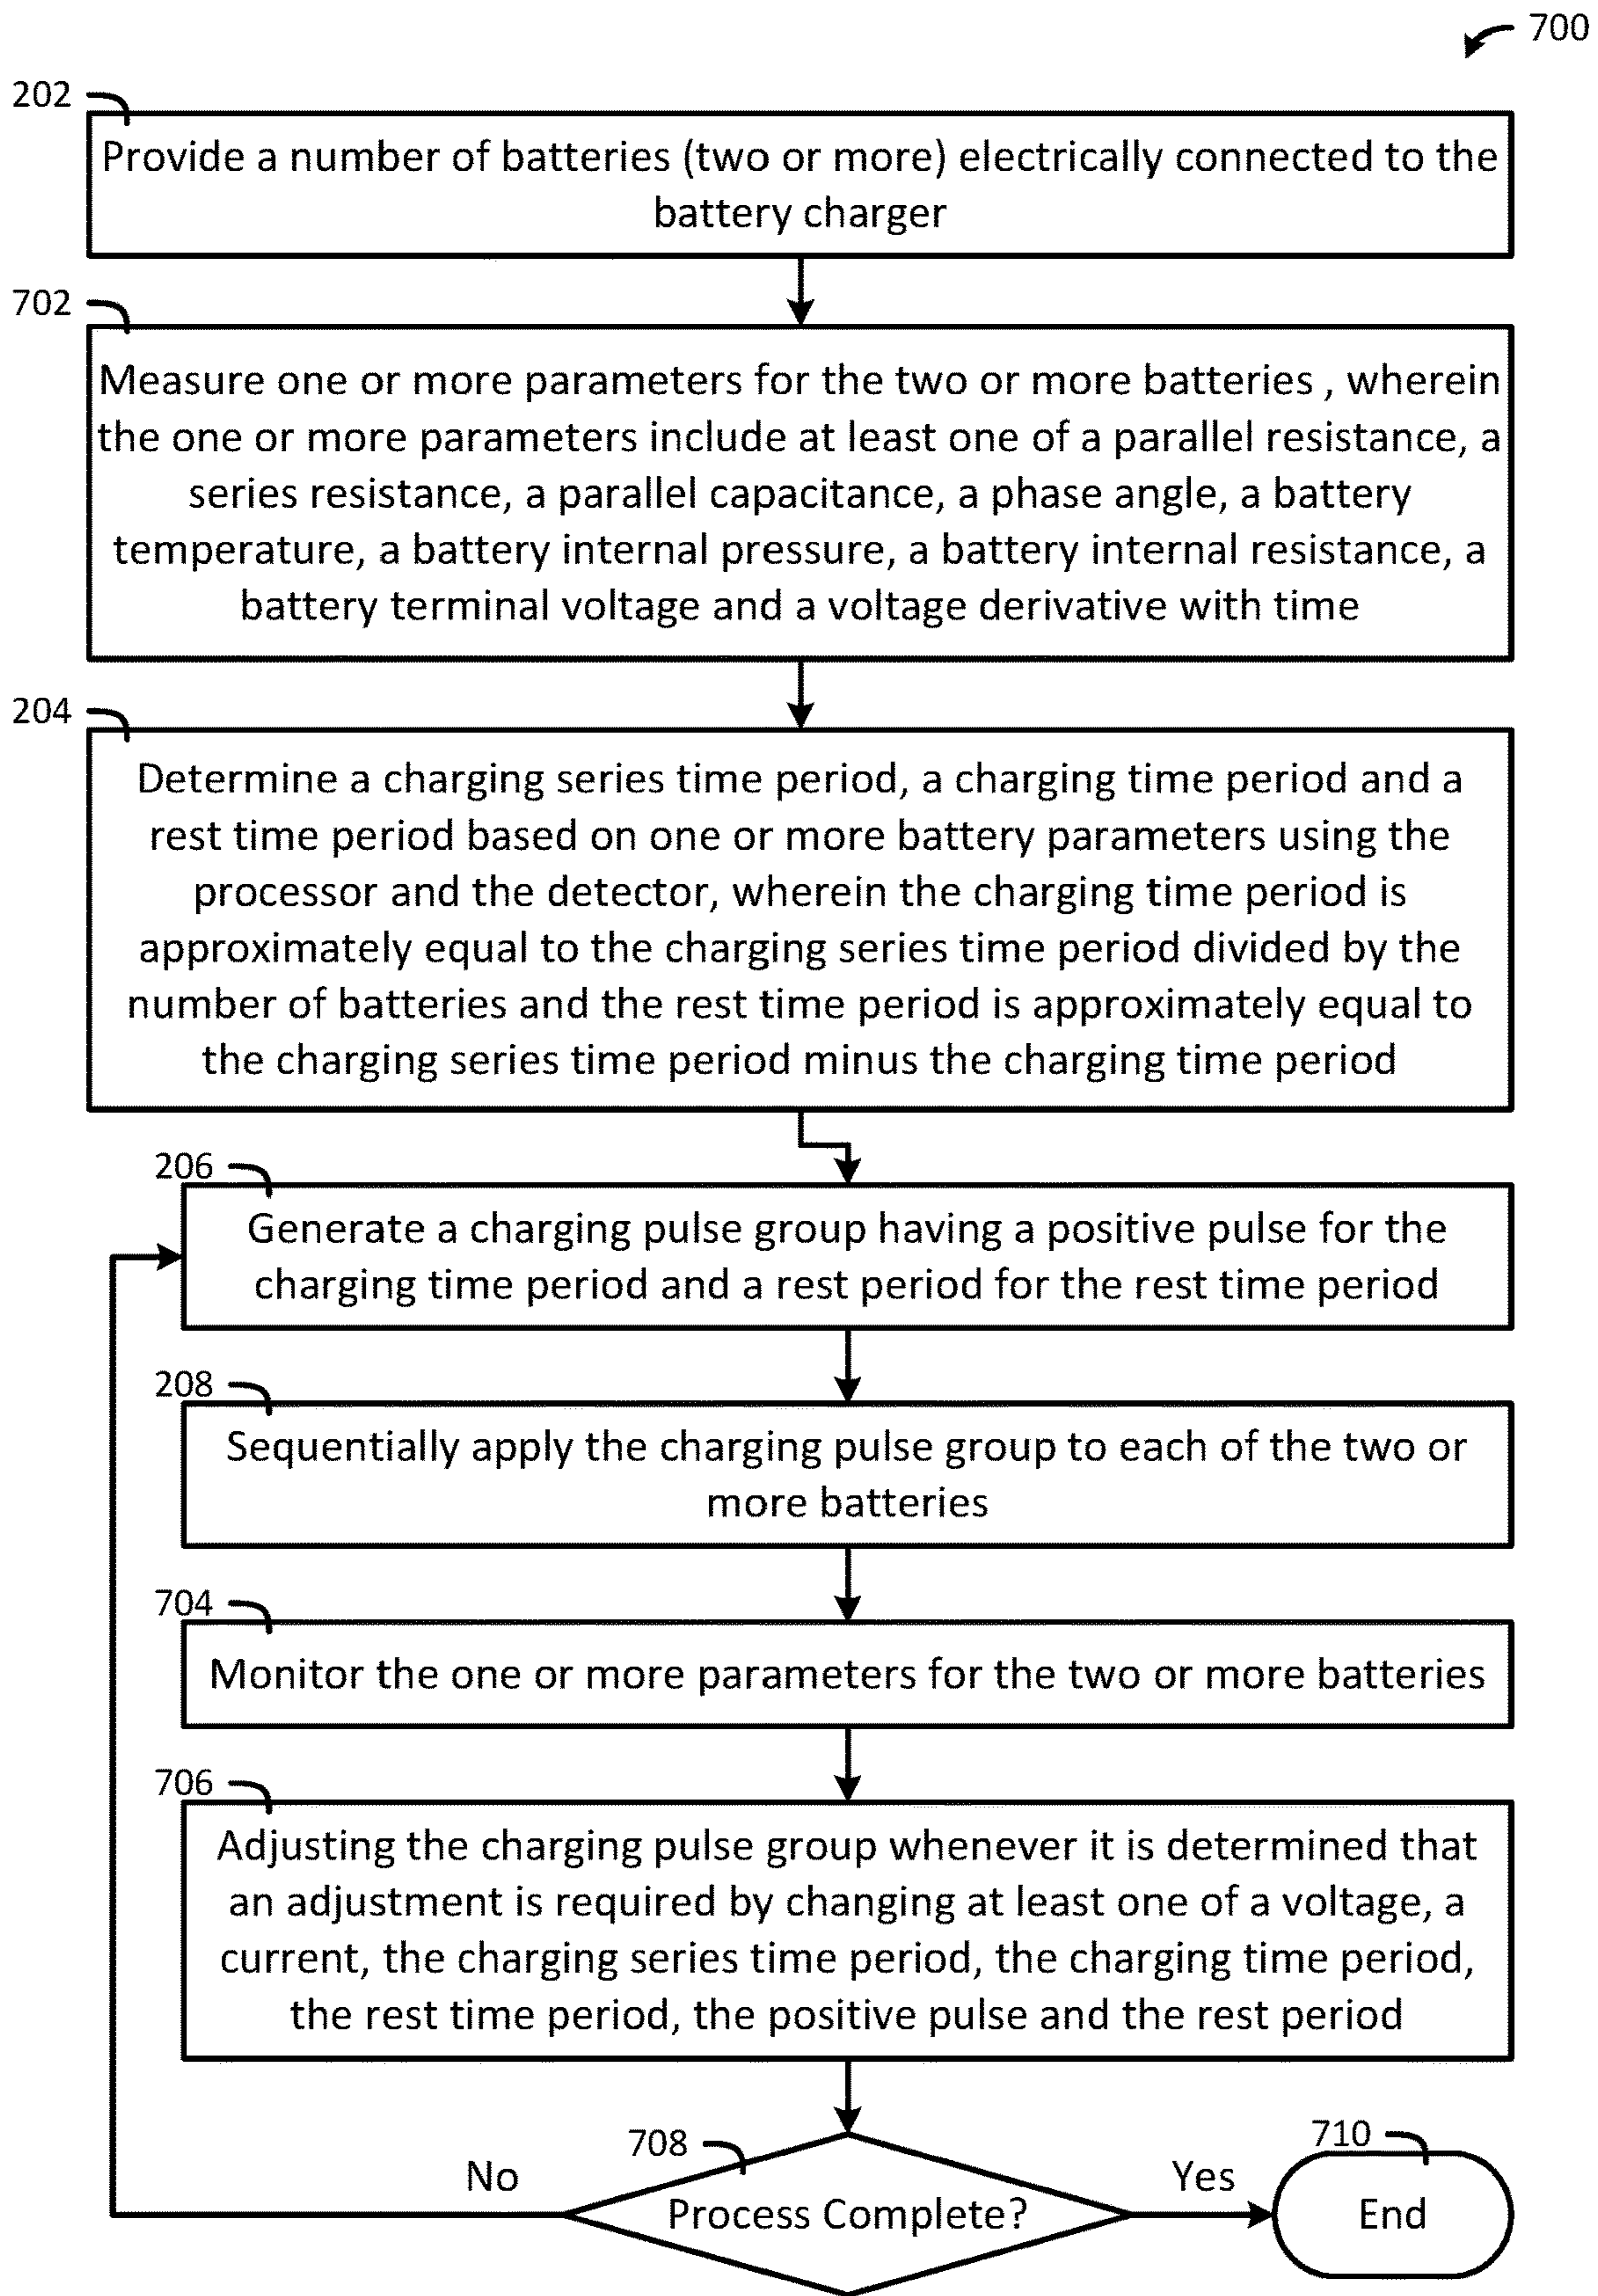 700
202
Provide a number of batteries (two or more) electrically connected to the
battery charger
702
Measure one or more parameters for the two or more batteries , wherein
the one or more parameters include at least one of a parallel resistance, a
series resistance, a parallel capacitance, a phase angle, a battery
temperature, a battery internal pressure, a battery internal resistance, a
battery terminal voltage and a voltage derivative with time
204
Determine a charging series time period, a charging time period and a
rest time period based on one or more battery parameters using the
processor and the detector, wherein the charging time period is
approximately equal to the charging series time period divided by the
number of batteries and the rest time period is approximately equal to
the charging series time period minus the charging time period
206
Generate a charging pulse group having a positive pulse for the
charging time period and a rest period for the rest time period
208
Sequentially apply the charging pulse group to each of the two or
more batteries
704
Monitor the one or more parameters for the two or more batteries
706
Adjusting the charging pulse group whenever it is determined that
an adjustment is required by changing at least one of a voltage, a
current, the charging series time period, the charging time period,
the rest time period, the positive pulse and the rest period
708
Process Complete?
No
Yes
710
End